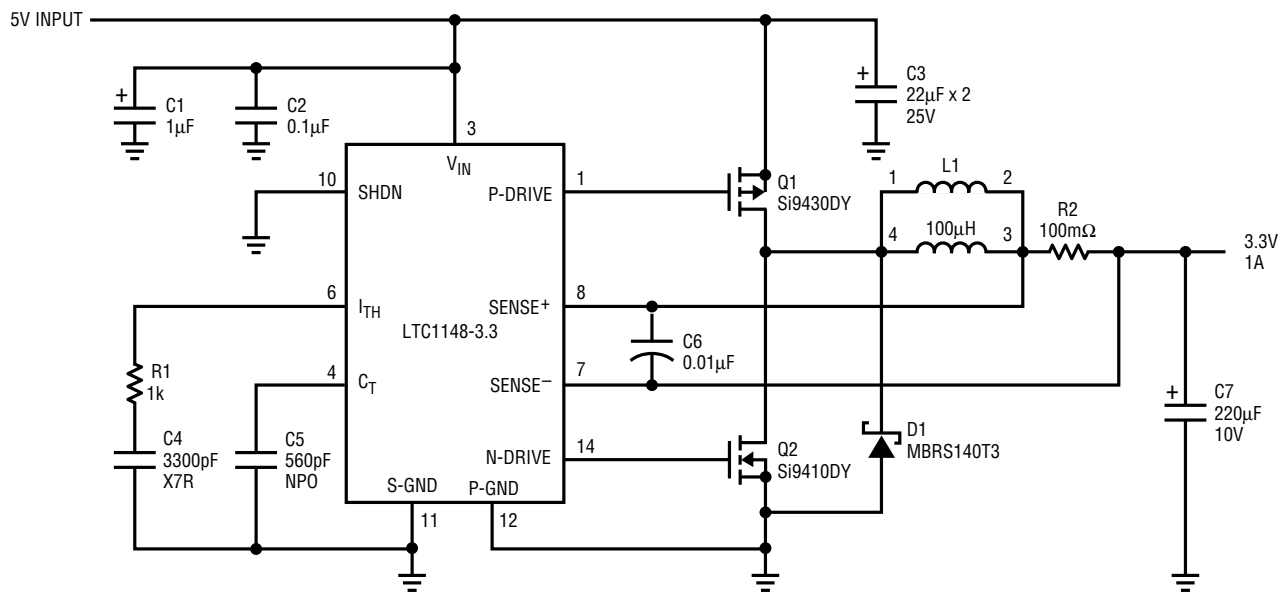 5V INPUT
+
C1
1µF
C2
0.1µF
3
V_IN
+
C3
22µF x 2
25V
10
SHDN
P-DRIVE
1
Q1
Si9430DY
1
L1
2
4
100µH
3
R2
100mΩ
3.3V
1A
6
I_TH
SENSE+
8
LTC1148-3.3
C6
0.01µF
R1
1k
4
C_T
SENSE–
7
C4
3300pF
X7R
C5
560pF
NPO
N-DRIVE
14
Q2
Si9410DY
D1
MBRS140T3
+
C7
220µF
10V
S-GND
P-GND
11
12